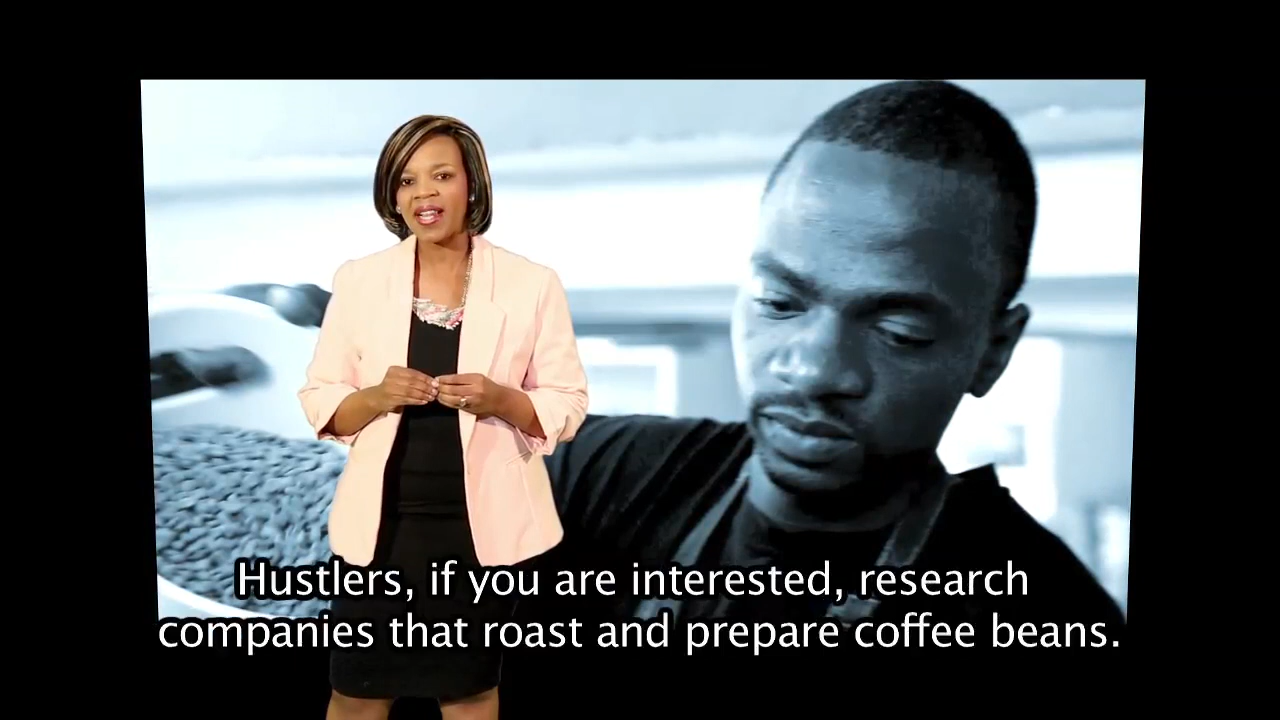 Hustlers, if you are interested, research
companies that roast and prepare coffee beans.